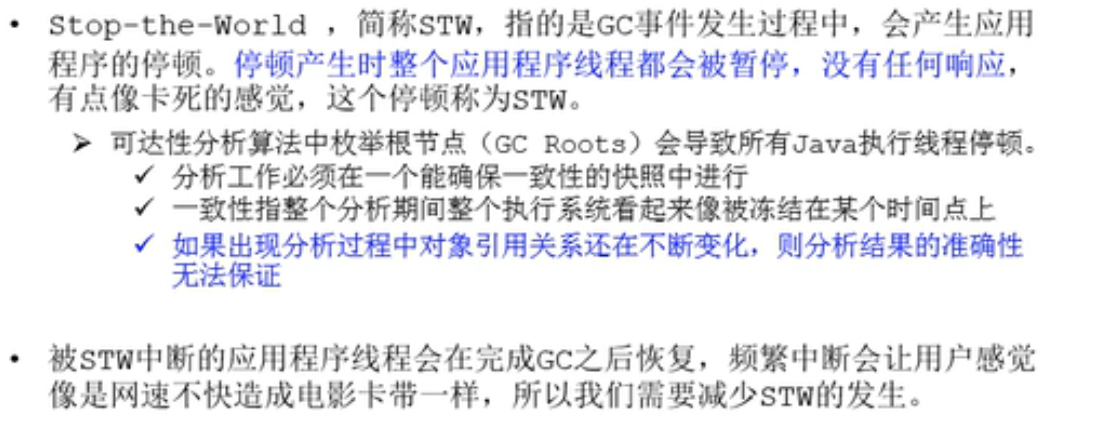 • Stop-the-World ，简称STW，指的是GC事件发生过程中，会产生应用
程序的停顿。停顿产生时整个应用程序线程都会被暂停，没有任何响应，
有点像卡死的感觉，这个停顿称为STW。
➢ 可达性分析算法中枚举根节点（GC Roots）会导致所有Java执行线程停顿。
✓ 分析工作必须在一个能确保一致性的快照中进行
✓ 一致性指整个分析期间整个执行系统看起来像被冻结在某个时间点上
✓ 如果出现分析过程中对象引用关系还在不断变化，则分析结果的准确性
无法保证
• 被STW中断的应用程序线程会在完成GC之后恢复，频繁中断会让用户感觉
像是网速不快造成电影卡带一样，所以我们需要减少STW的发生。